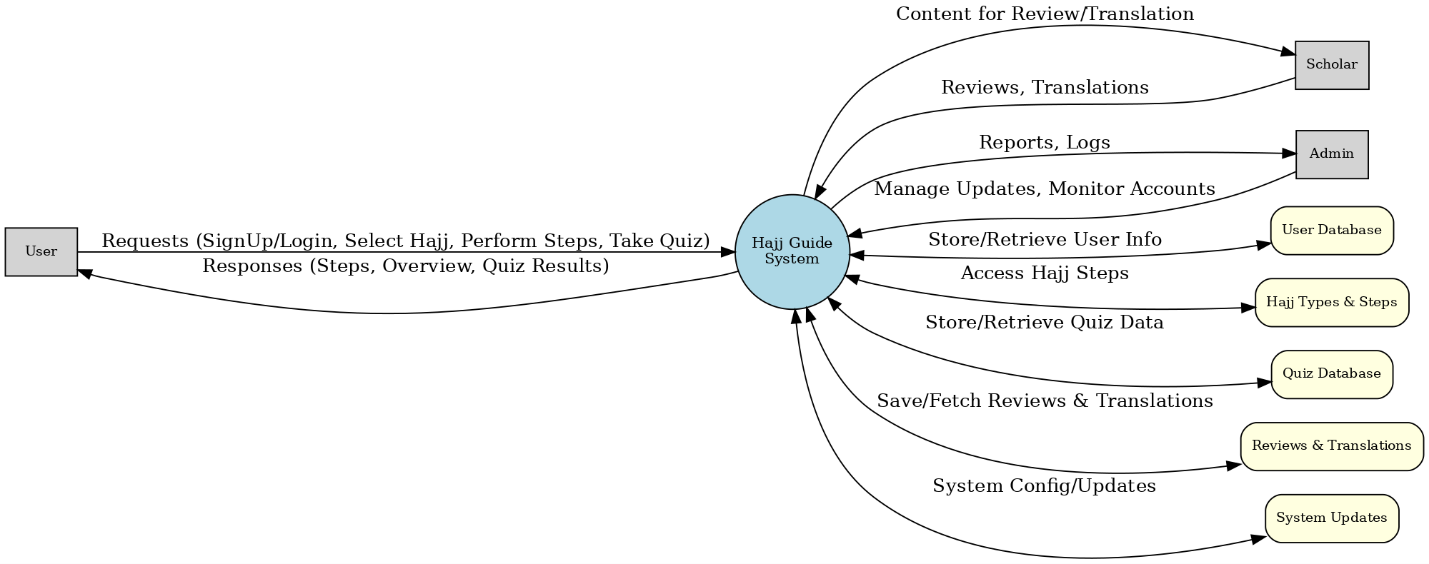 Content for Review/Translation
Scholar
Reviews, Translations
Reports, Logs
Admin
Manage Updates, Monitor Accounts
User
Requests (SignUp/Login, Select Hajj, Perform Steps, Take Quiz)
Responses (Steps, Overview, Quiz Results)
Hajj Guide
System
Store/Retrieve User Info
User Database
Access Hajj Steps
Hajj Types & Steps
Store/Retrieve Quiz Data
Quiz Database
Save/Fetch Reviews & Translations
Reviews & Translations
System Config/Updates
System Updates